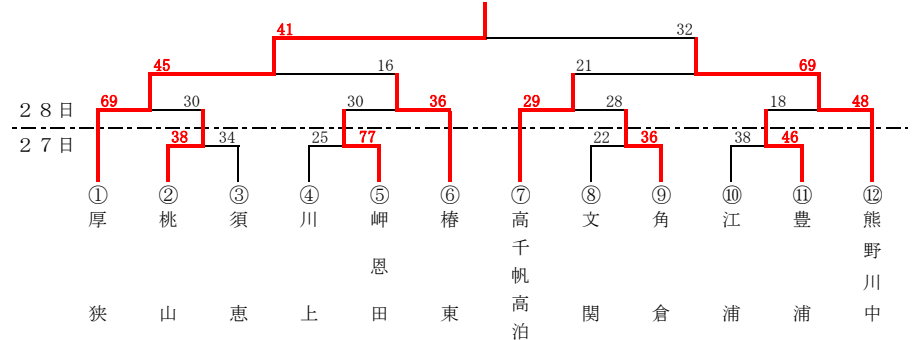 41 32
45 16 21 69
２８日 69 30 30 36 29 28 18 48
２７日 38 34 25 77 22 36 38 46
① ② ③ ④ ⑤ ⑥ ⑦ ⑧ ⑨ ⑩ ⑪ ⑫
厚狭
桃山
須恵
川上
岬恩田
椿東
高千帆高泊
文関
角倉
江浦
豊浦
熊野川中